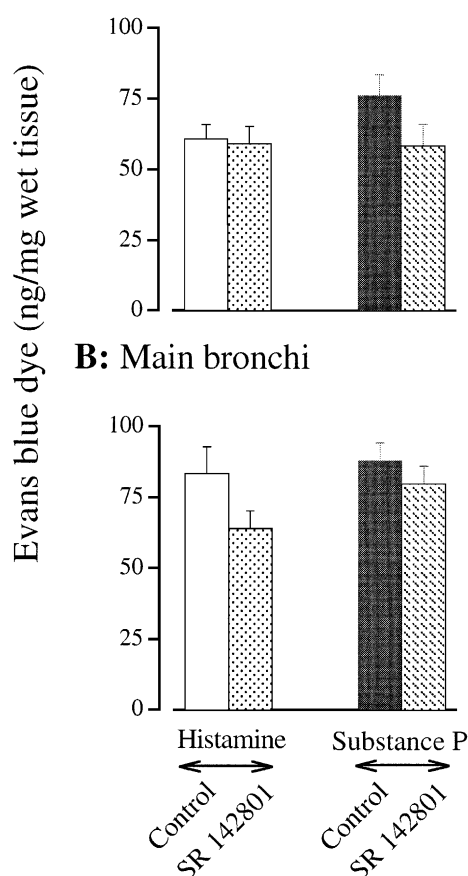 Evans blue dye (ng/mg wet tissue)
100
75
50
25
0
B: Main bronchi
100
75
50
25
0
Histamine
Substance P
Control
SR 142801
Control
SR 142801